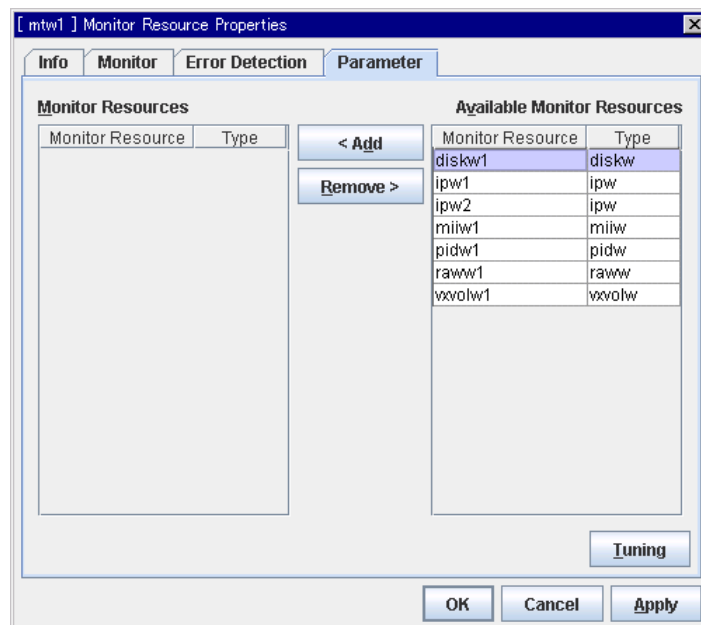 [ mtw1 ] Monitor Resource Properties
Info Monitor Error Detection Parameter
Monitor Resources Available Monitor Resources
Monitor Resource Type < Add Monitor Resource Type
diskw1 diskw
Remove > ipw1 ipw
ipw2 ipw
miiw1 miiw
pidw1 pidw
raww1 raww
vxvolw1 vxvolw
Tuning
OK Cancel Apply